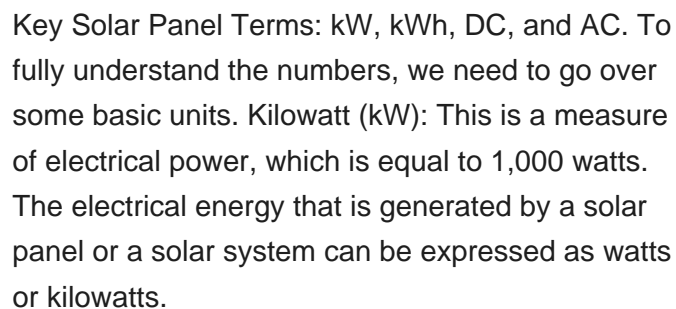 Key Solar Panel Terms: kW, kWh, DC, and AC. To
fully understand the numbers, we need to go over
some basic units. Kilowatt (kW): This is a measure
of electrical power, which is equal to 1,000 watts.
The electrical energy that is generated by a solar
panel or a solar system can be expressed as watts
or kilowatts.